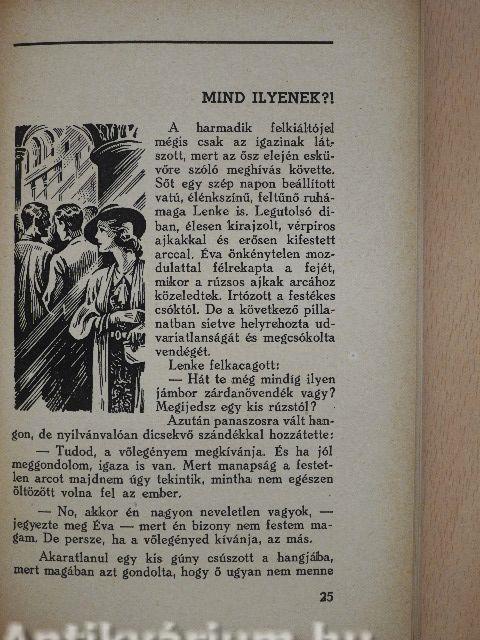 MIND ILYENEK?!
A harmadik felkiáltójel
mégis csak az igazinak lát-
szott, mert az ősz elején eskü-
vőre szóló meghívás követte.
Sőt egy szép napon beállított
vatú, élénkszínű, feltűnő ruhá-
maga Lenke is. Legutolsó di-
ban, élesen kirajzolt, vérpiros
ajkakkal és erősen kifestett
arccal. Éva önkénytelen moz-
dulattal félrekapta a fejét,
mikor a rúzsos ajkak arcához
közeledtek. Irtózott a festékes
csóktól. De a következő pilla-
natban sietve helyrehozta ud-
variatlanságát és megcsókolta
vendégét.
Lenke felkacagott:
— Hát te még mindíg ilyen
jámbor zárdanövendék vagy?
Megijedsz egy kis rúzstól?
Azután panaszosra vált han-
gon, de nyilvánvalóan dicsekvő szándékkal hozzátette:
— Tudod, a vőlegényem megkívánja. És ha jól
meggondolom, igaza is van. Mert manapság a festet-
len arcot majdnem úgy tekintik, mintha nem egészen
öltözött volna fel az ember.
— No, akkor én nagyon neveletlen vagyok, —
jegyezte meg Éva — mert én bizony nem festem ma-
gam. De persze, ha a vőlegényed kívánja, az más.
Akaratlanul egy kis gúny csúszott a hangjába,
mert magában azt gondolta, hogy ő ugyan nem menne
25
Antikvárium.hu